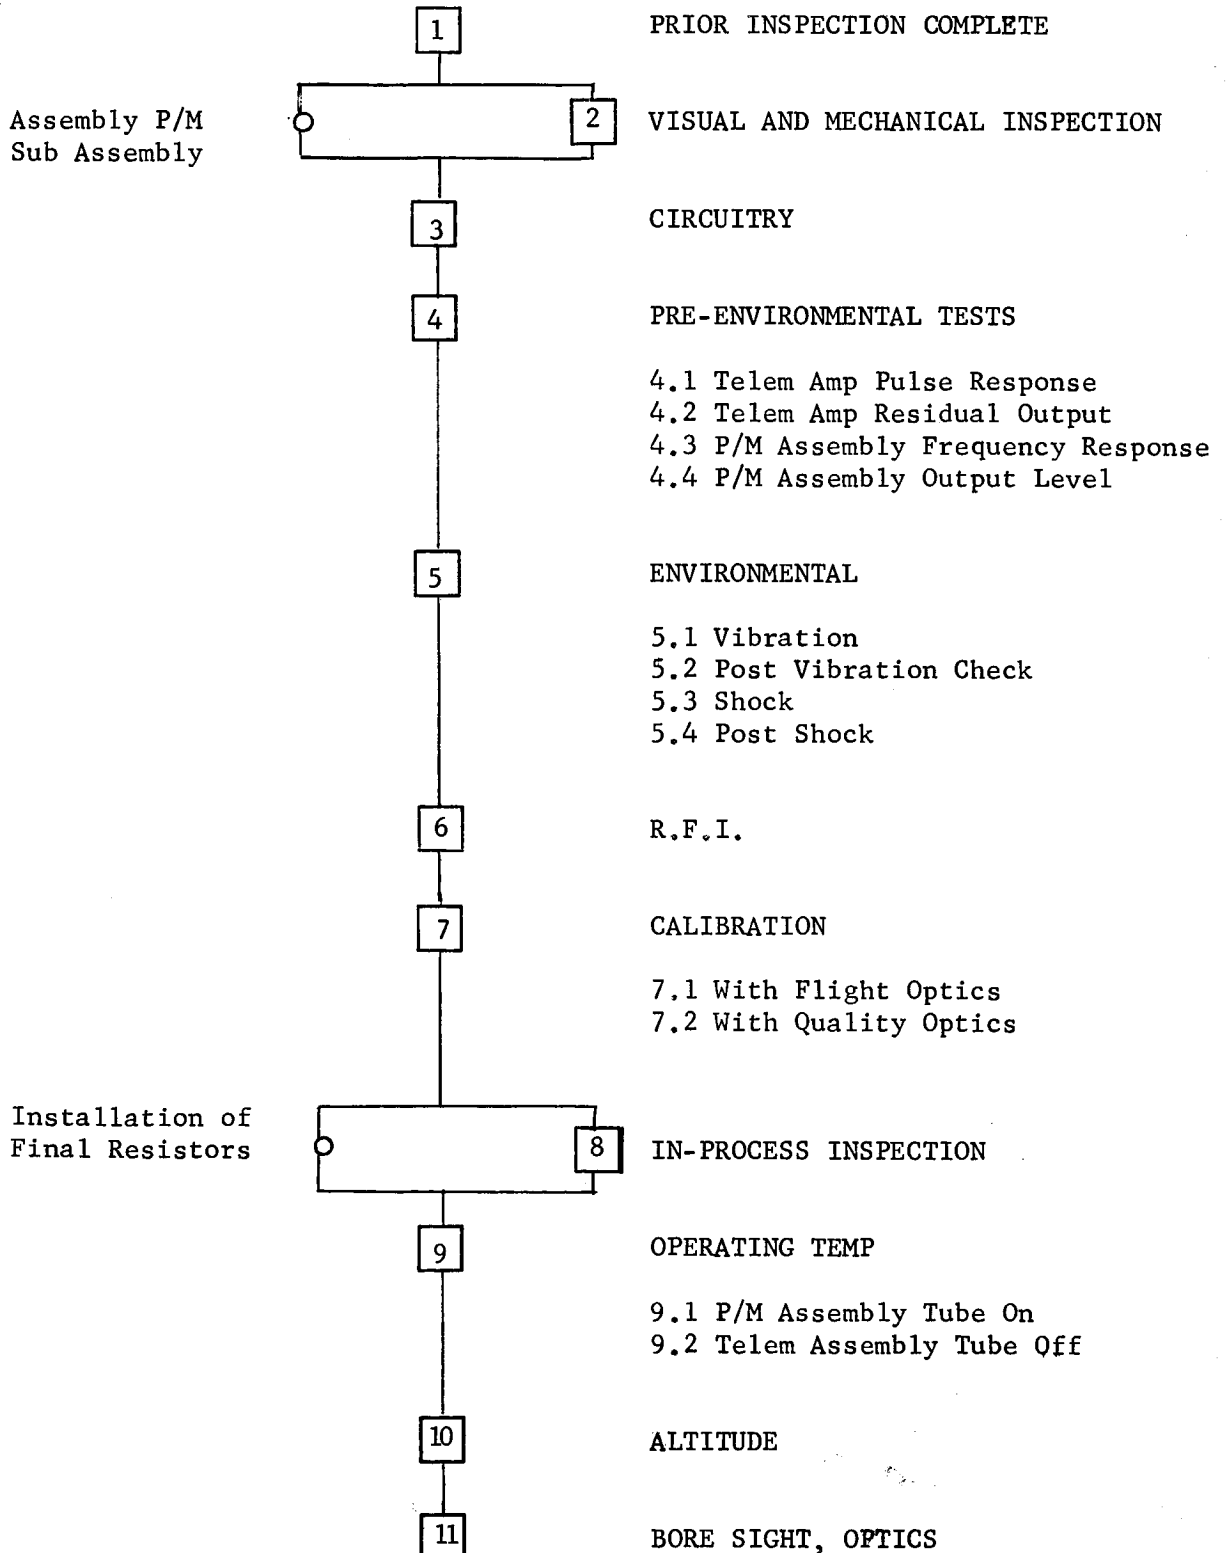 1 PRIOR INSPECTION COMPLETE
Assembly P/M
Sub Assembly
2 VISUAL AND MECHANICAL INSPECTION
3 CIRCUITRY
4 PRE-ENVIRONMENTAL TESTS
4.1 Telem Amp Pulse Response
4.2 Telem Amp Residual Output
4.3 P/M Assembly Frequency Response
4.4 P/M Assembly Output Level
5 ENVIRONMENTAL
5.1 Vibration
5.2 Post Vibration Check
5.3 Shock
5.4 Post Shock
6 R.F.I.
7 CALIBRATION
7.1 With Flight Optics
7.2 With Quality Optics
Installation of
Final Resistors
8 IN-PROCESS INSPECTION
9 OPERATING TEMP
9.1 P/M Assembly Tube On
9.2 Telem Assembly Tube Off
10 ALTITUDE
11 BORE SIGHT, OPTICS